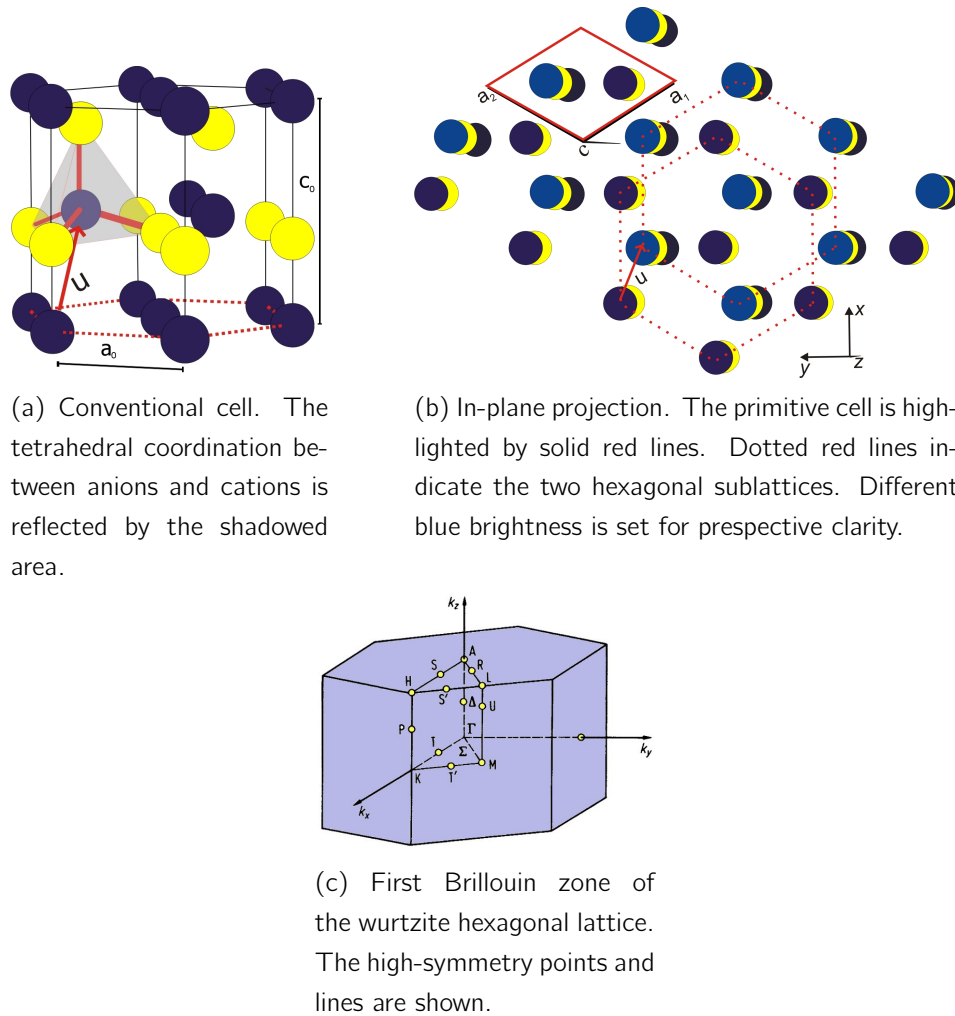 c₀
u
a₀
a₂
a₁
c
u
x
y
z
(a) Conventional cell. The
tetrahedral coordination be-
tween anions and cations is
reflected by the shadowed
area.
(b) In-plane projection. The primitive cell is high-
lighted by solid red lines. Dotted red lines in-
dicate the two hexagonal sublattices. Different
blue brightness is set for prespective clarity.
k_z
A
S
R
H
L
S'
Δ
U
P
Γ
T
Σ
k_y
K
T'
M
k_x
(c) First Brillouin zone of
the wurtzite hexagonal lattice.
The high-symmetry points and
lines are shown.